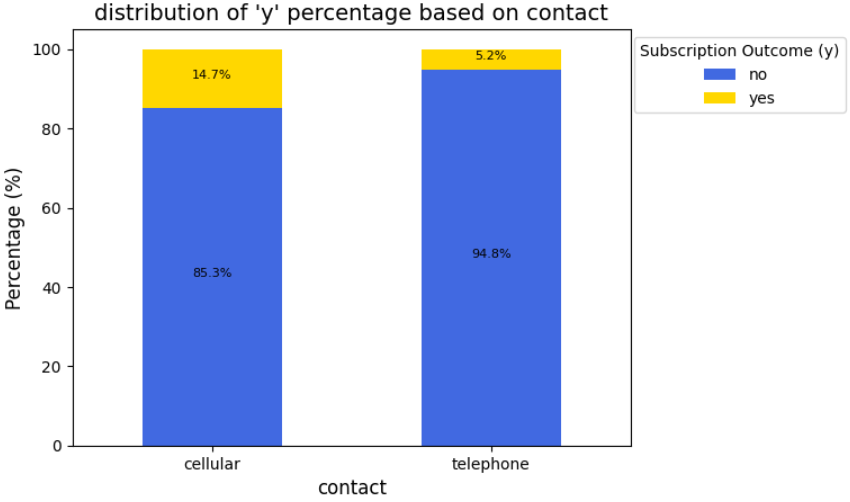 distribution of 'y' percentage based on contact
Subscription Outcome (y)
no
yes
Percentage (%)
100
80
60
40
20
0
14.7%
5.2%
85.3%
94.8%
cellular
telephone
contact